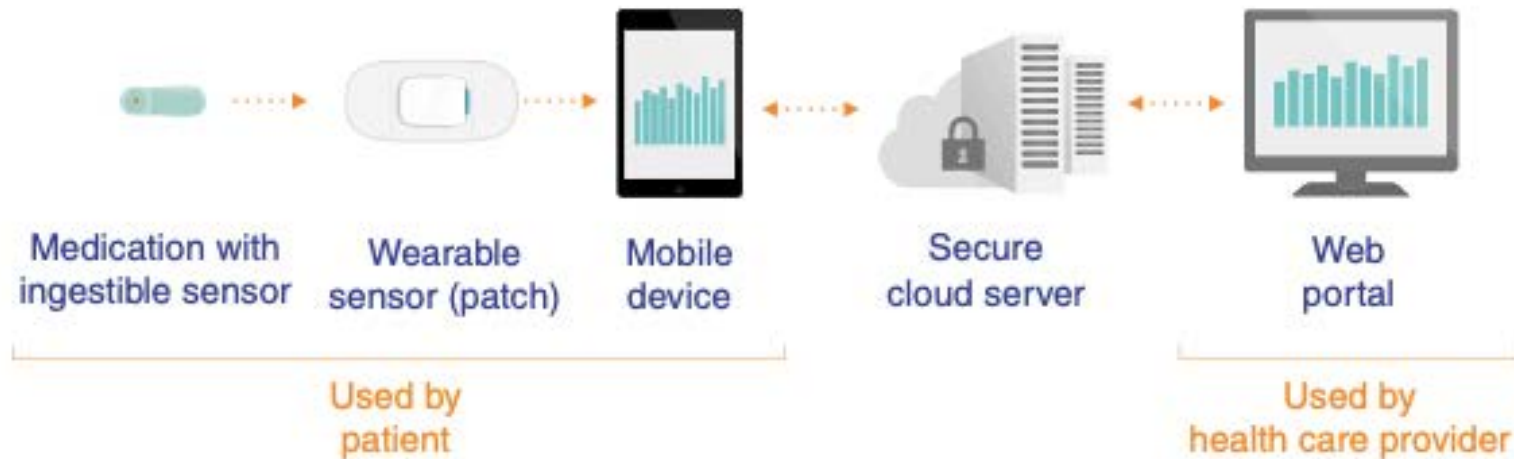 Medication with
ingestible sensor
Wearable
sensor (patch)
Mobile
device
Secure
cloud server
Web
portal
Used by
patient
Used by
health care provider